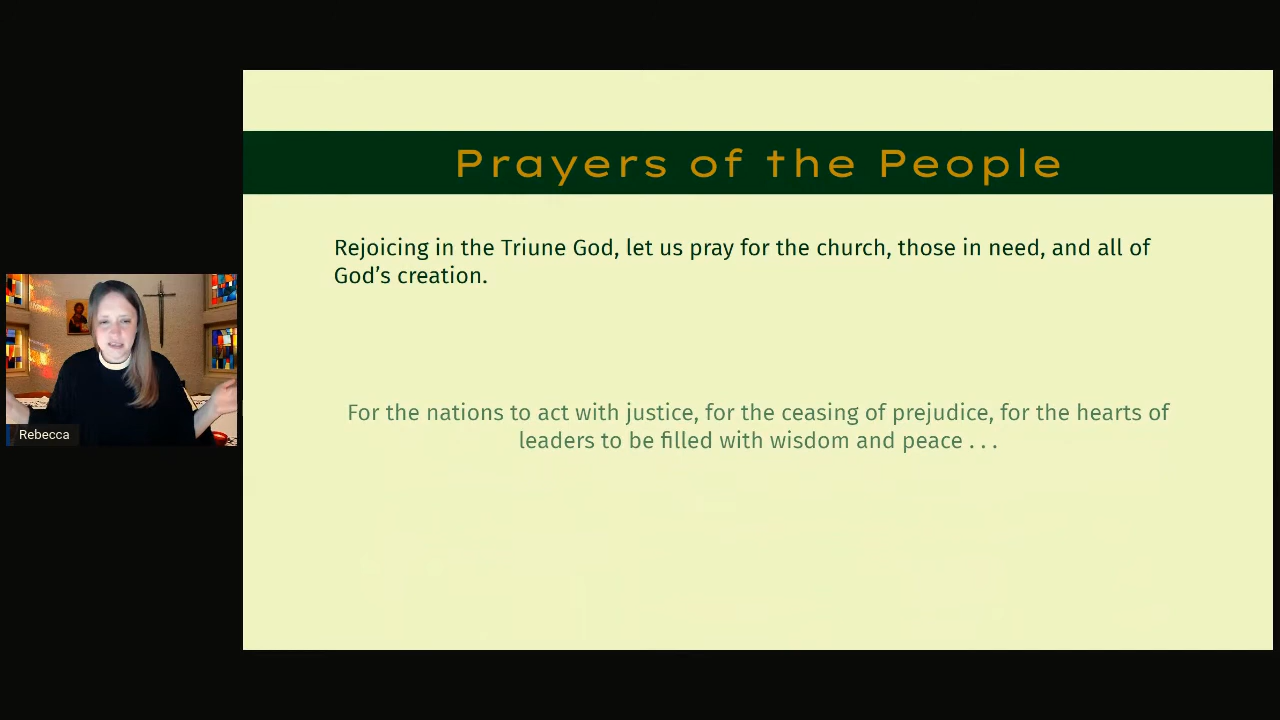 Prayers of the People
Rejoicing in the Triune God, let us pray for the church, those in need, and all of
God’s creation.
For the nations to act with justice, for the ceasing of prejudice, for the hearts of
leaders to be filled with wisdom and peace . . .
Rebecca